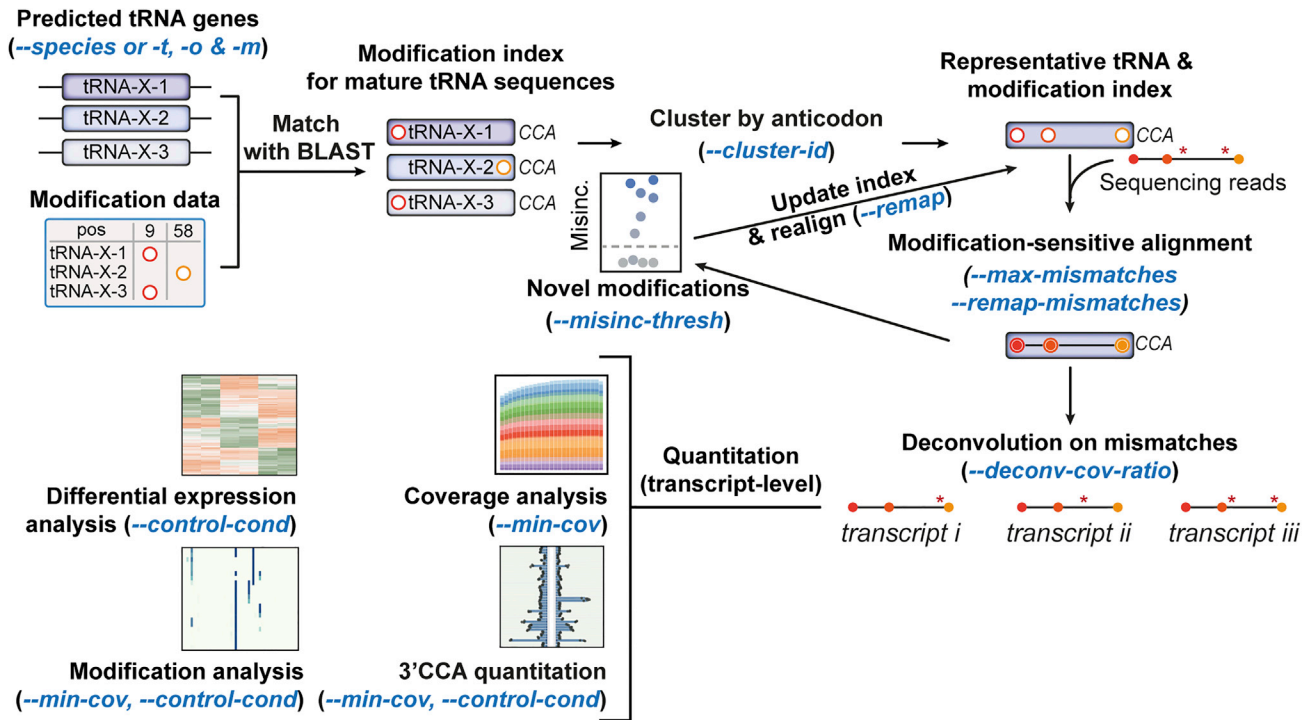 Predicted tRNA genes
(--species or -t, -o & -m)
tRNA-X-1
tRNA-X-2
tRNA-X-3
Modification data
pos 9 58
tRNA-X-1
tRNA-X-2
tRNA-X-3
Match
with BLAST
Modification index
for mature tRNA sequences
tRNA-X-1 CCA
tRNA-X-2 CCA
tRNA-X-3 CCA
Cluster by anticodon
(--cluster-id)
Representative tRNA &
modification index
CCA
* *
Sequencing reads
Misinc.
Update index
& realign (--remap)
Novel modifications
(--misinc-thresh)
Modification-sensitive alignment
(--max-mismatches
--remap-mismatches)
CCA
Deconvolution on mismatches
(--deconv-cov-ratio)
* * * *
transcript i transcript ii transcript iii
Quantitation
(transcript-level)
Differential expression
analysis (--control-cond)
Coverage analysis
(--min-cov)
Modification analysis
(--min-cov, --control-cond)
3'CCA quantitation
(--min-cov, --control-cond)